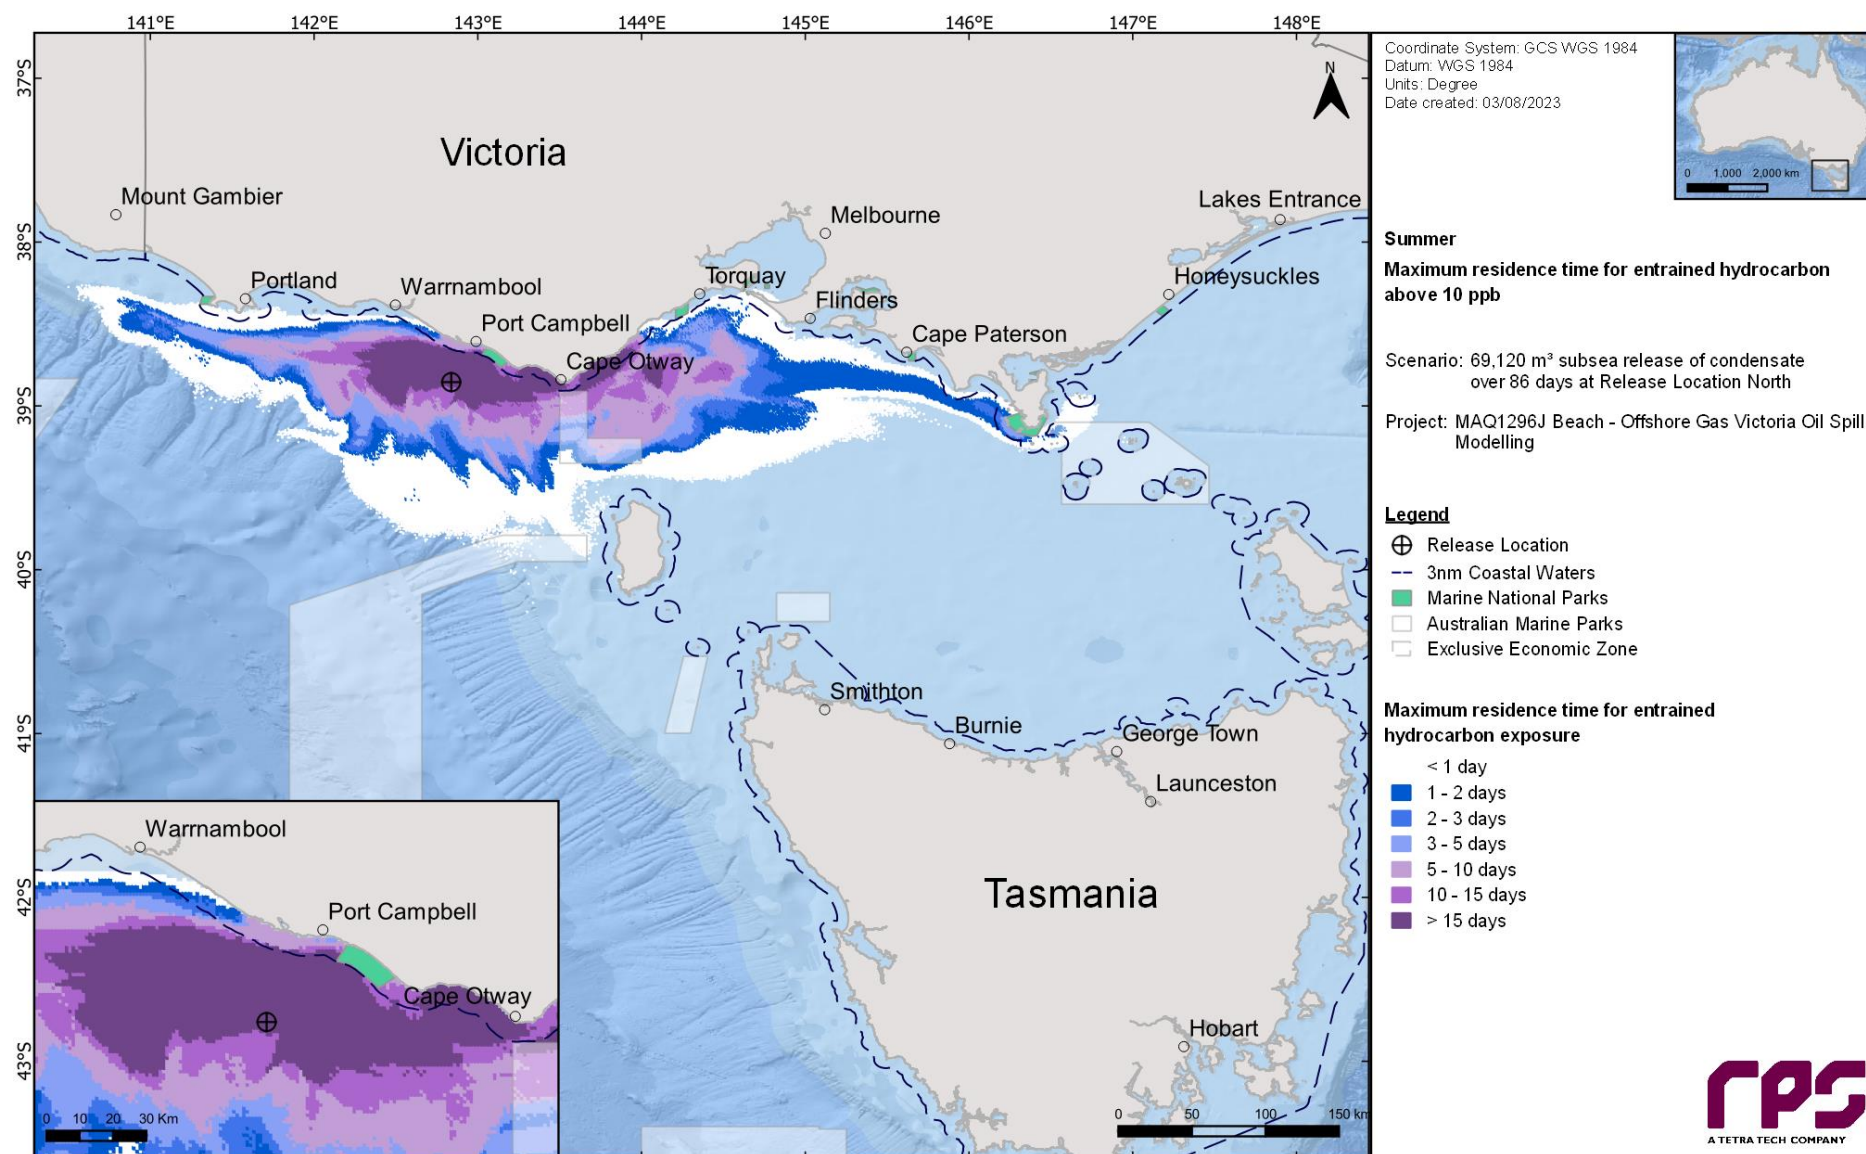 141°E 142°E 143°E 144°E 145°E 146°E 147°E 148°E
37°S
38°S
39°S
40°S
41°S
42°S
43°S
N
Victoria
Mount Gambier
Portland
Warrnambool
Port Campbell
Cape Otway
Torquay
Melbourne
Flinders
Cape Paterson
Lakes Entrance
Honeysuckles
Smithton
Burnie
George Town
Launceston
Tasmania
Hobart
0 50 100 150 km
Warrnambool
Port Campbell
Cape Otway
0 10 20 30 Km
Coordinate System: GCS WGS 1984
Datum: WGS 1984
Units: Degree
Date created: 03/08/2023
0 1,000 2,000 km
Summer
Maximum residence time for entrained hydrocarbon
above 10 ppb
Scenario: 69,120 m³ subsea release of condensate
over 86 days at Release Location North
Project: MAQ1296J Beach - Offshore Gas Victoria Oil Spill
Modelling
Legend
Release Location
3nm Coastal Waters
Marine National Parks
Australian Marine Parks
Exclusive Economic Zone
Maximum residence time for entrained
hydrocarbon exposure
< 1 day
1 - 2 days
2 - 3 days
3 - 5 days
5 - 10 days
10 - 15 days
> 15 days
rps
A TETRA TECH COMPANY